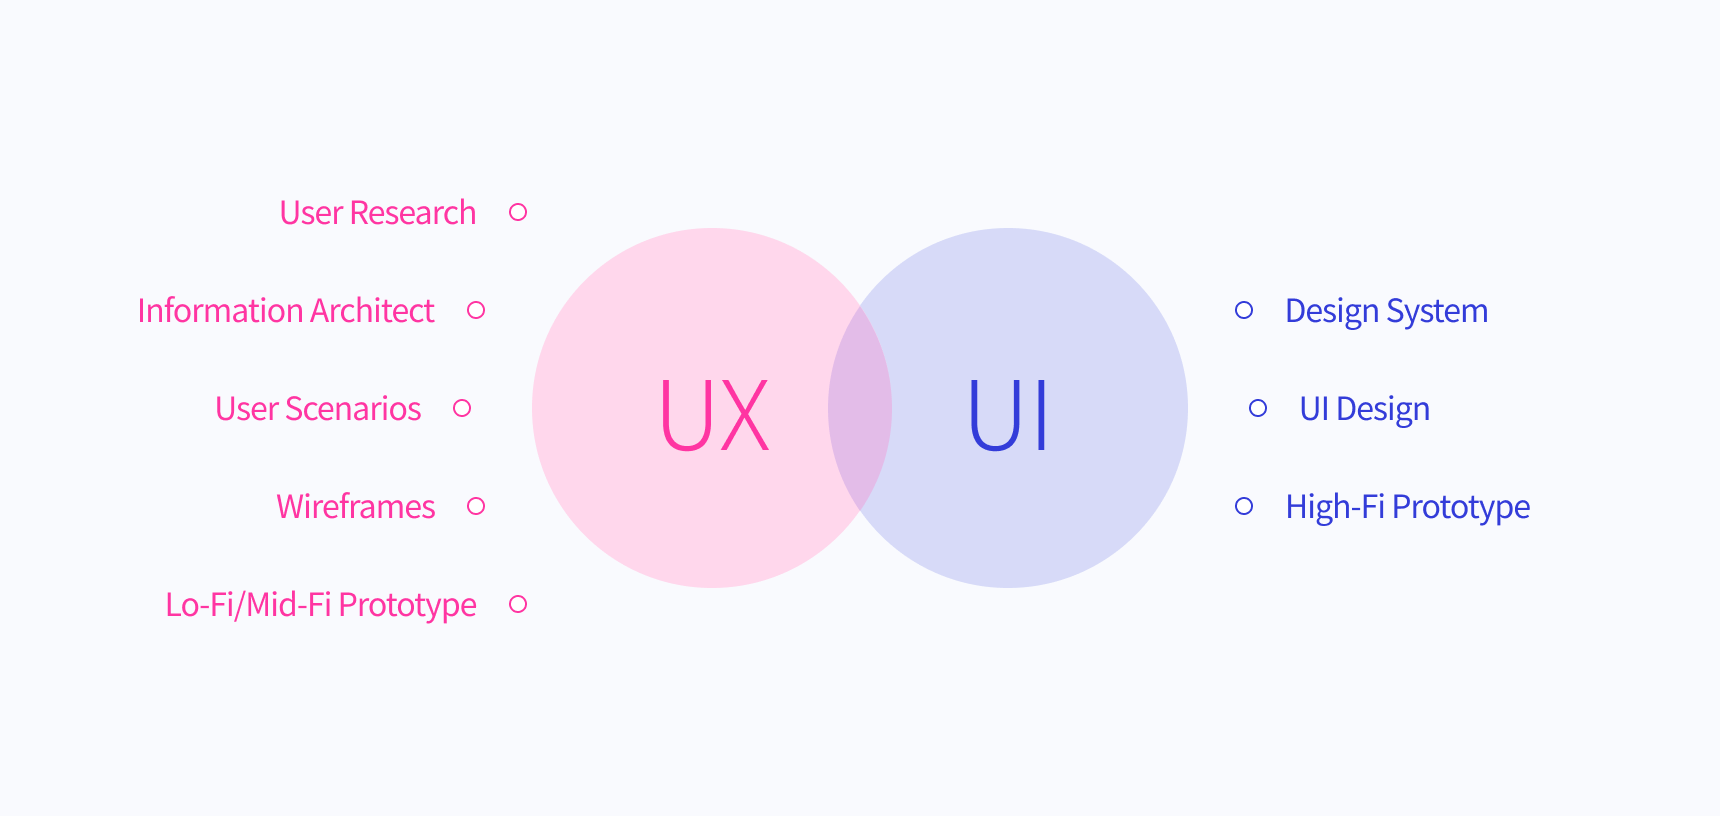 User Research
Information Architect
User Scenarios
Wireframes
Lo-Fi/Mid-Fi Prototype
UX
UI
Design System
UI Design
High-Fi Prototype